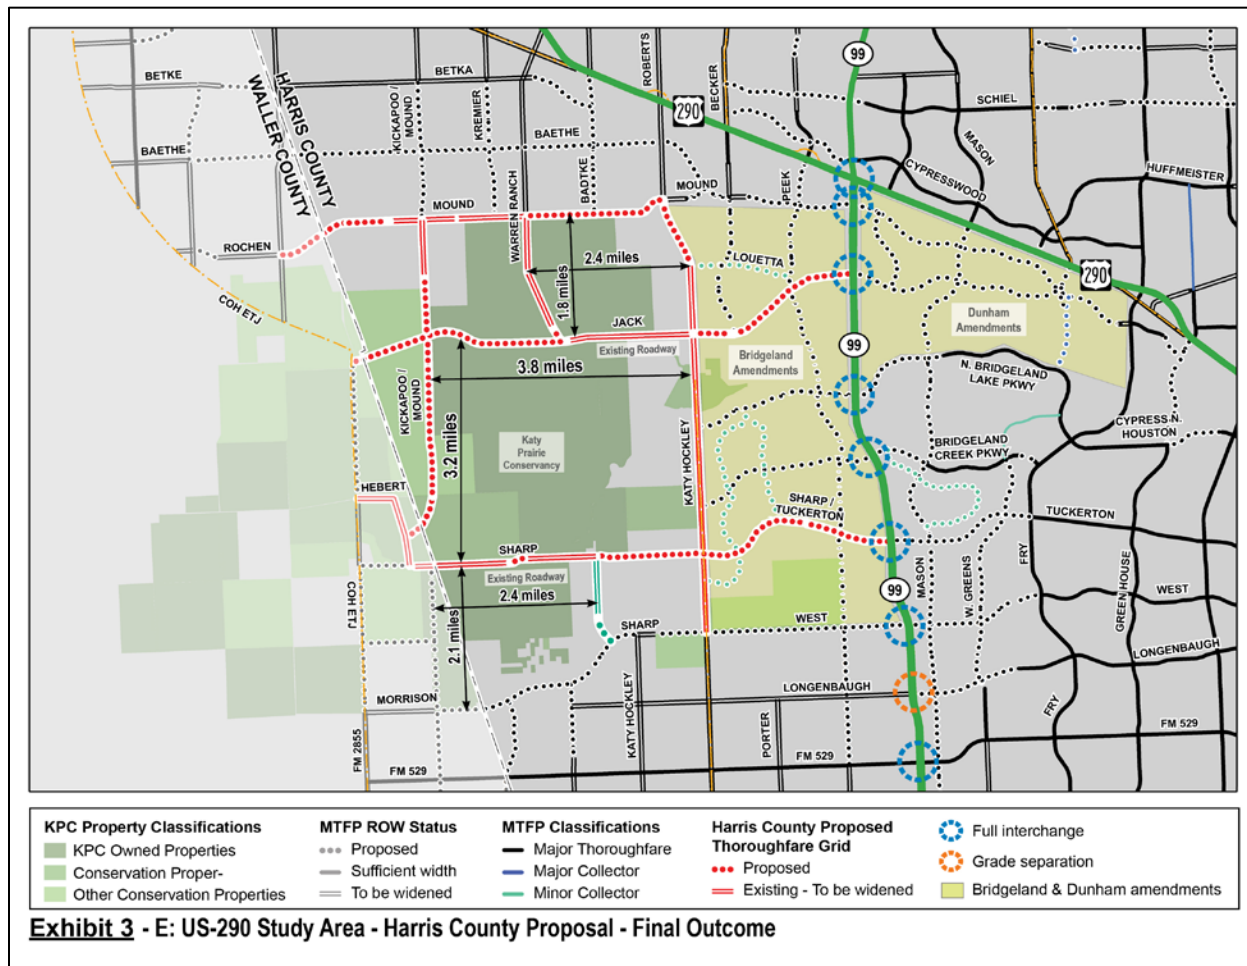 99
BETKE
BETKA
HARRIS COUNTY
WALLER COUNTY
KICKAPOO /
MOUND
KREMIER
ROBERTS
BECKER
290
SCHIEL
MASON
BAETHE
BAETHE
BADTKE
PEEK
CYPRESSWOOD
HUFFMEISTER
MOUND
MOUND
WARREN RANCH
ROCHEN
COH ETJ
2.4 miles
1.8 miles
LOUETTA
290
JACK
Existing Roadway
Dunham
Amendments
Bridgeland
Amendments
99
3.8 miles
N. BRIDGELAND
LAKE PKWY
KICKAPOO /
MOUND
3.2 miles
Katy
Prairie
Conservancy
KATY HOCKLEY
CYPRESS N.
HOUSTON
BRIDGELAND
CREEK PKWY
HEBERT
SHARP /
TUCKERTON
TUCKERTON
SHARP
Existing Roadway
2.4 miles
COH ETJ
2.1 miles
99
MASON
W. GREENS
FRY
GREEN HOUSE
WEST
SHARP
WEST
MORRISON
KATY HOCKLEY
LONGENBAUGH
LONGENBAUGH
FM 2855
PORTER
FRY
FM 529
FM 529
FM 529
KPC Property Classifications
KPC Owned Properties
Conservation Proper-
Other Conservation Properties
MTFP ROW Status
Proposed
Sufficient width
To be widened
MTFP Classifications
Major Thoroughfare
Major Collector
Minor Collector
Harris County Proposed
Thoroughfare Grid
Proposed
Existing - To be widened
Full interchange
Grade separation
Bridgeland & Dunham amendments
Exhibit 3 - E: US-290 Study Area - Harris County Proposal - Final Outcome